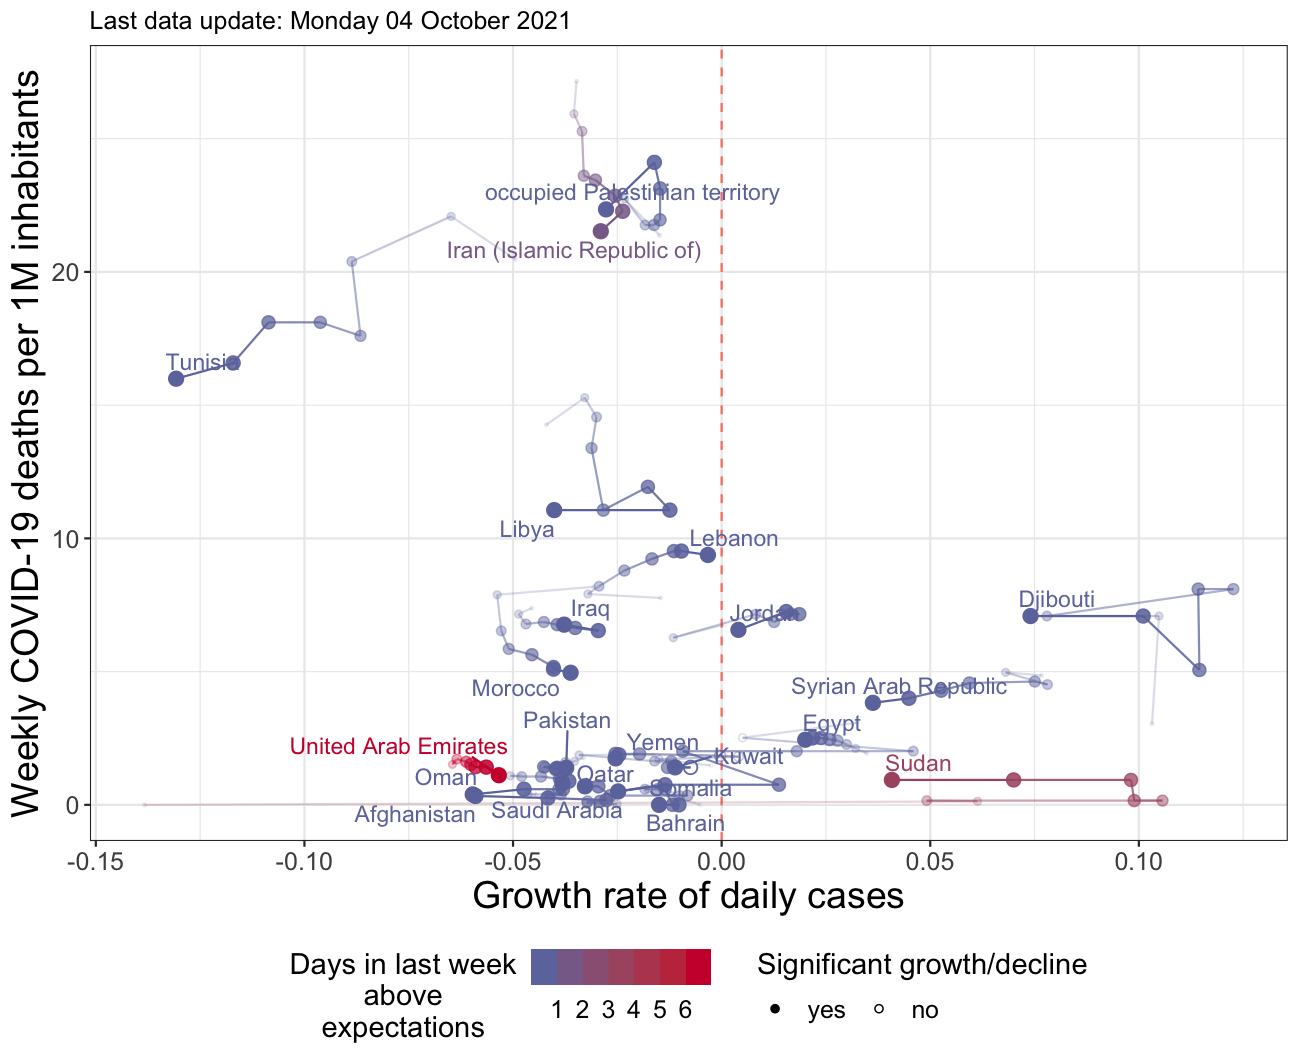 Last data update: Monday 04 October 2021
Weekly COVID-19 deaths per 1M inhabitants
20
10
0
occupied Palestinian territory
Iran (Islamic Republic of)
Tunisia
Libya
Lebanon
Iraq
Jordan
Djibouti
Morocco
Syrian Arab Republic
Pakistan
Egypt
United Arab Emirates
Yemen
Kuwait
Sudan
Oman
Qatar
Somalia
Afghanistan
Saudi Arabia
Bahrain
-0.15
-0.10
-0.05
0.00
0.05
0.10
Growth rate of daily cases
Days in last week
above
expectations
1 2 3 4 5 6
Significant growth/decline
yes
no